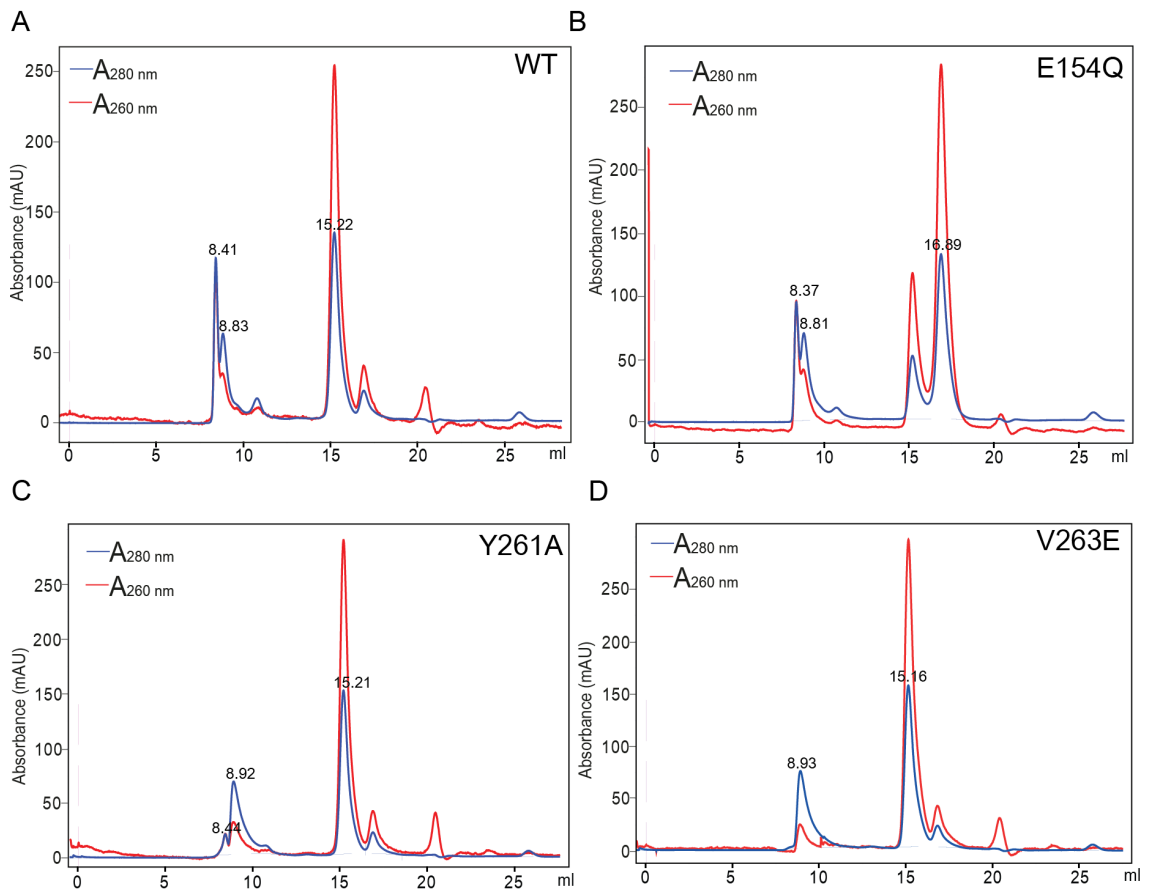 A
WT
A280 nm
A260 nm
250
200
150
100
50
0
Absorbance (mAU)
8.41
8.83
15.22
0 5 10 15 20 25 ml
B
E154Q
A280 nm
A260 nm
250
200
150
100
50
0
Absorbance (mAU)
8.37
8.81
16.89
0 5 10 15 20 25 ml
C
Y261A
A280 nm
A260 nm
250
200
150
100
50
0
Absorbance (mAU)
8.44
8.92
15.21
0 5 10 15 20 25 ml
D
V263E
A280 nm
A260 nm
250
200
150
100
50
0
Absorbance (mAU)
8.93
15.16
0 5 10 15 20 25 ml